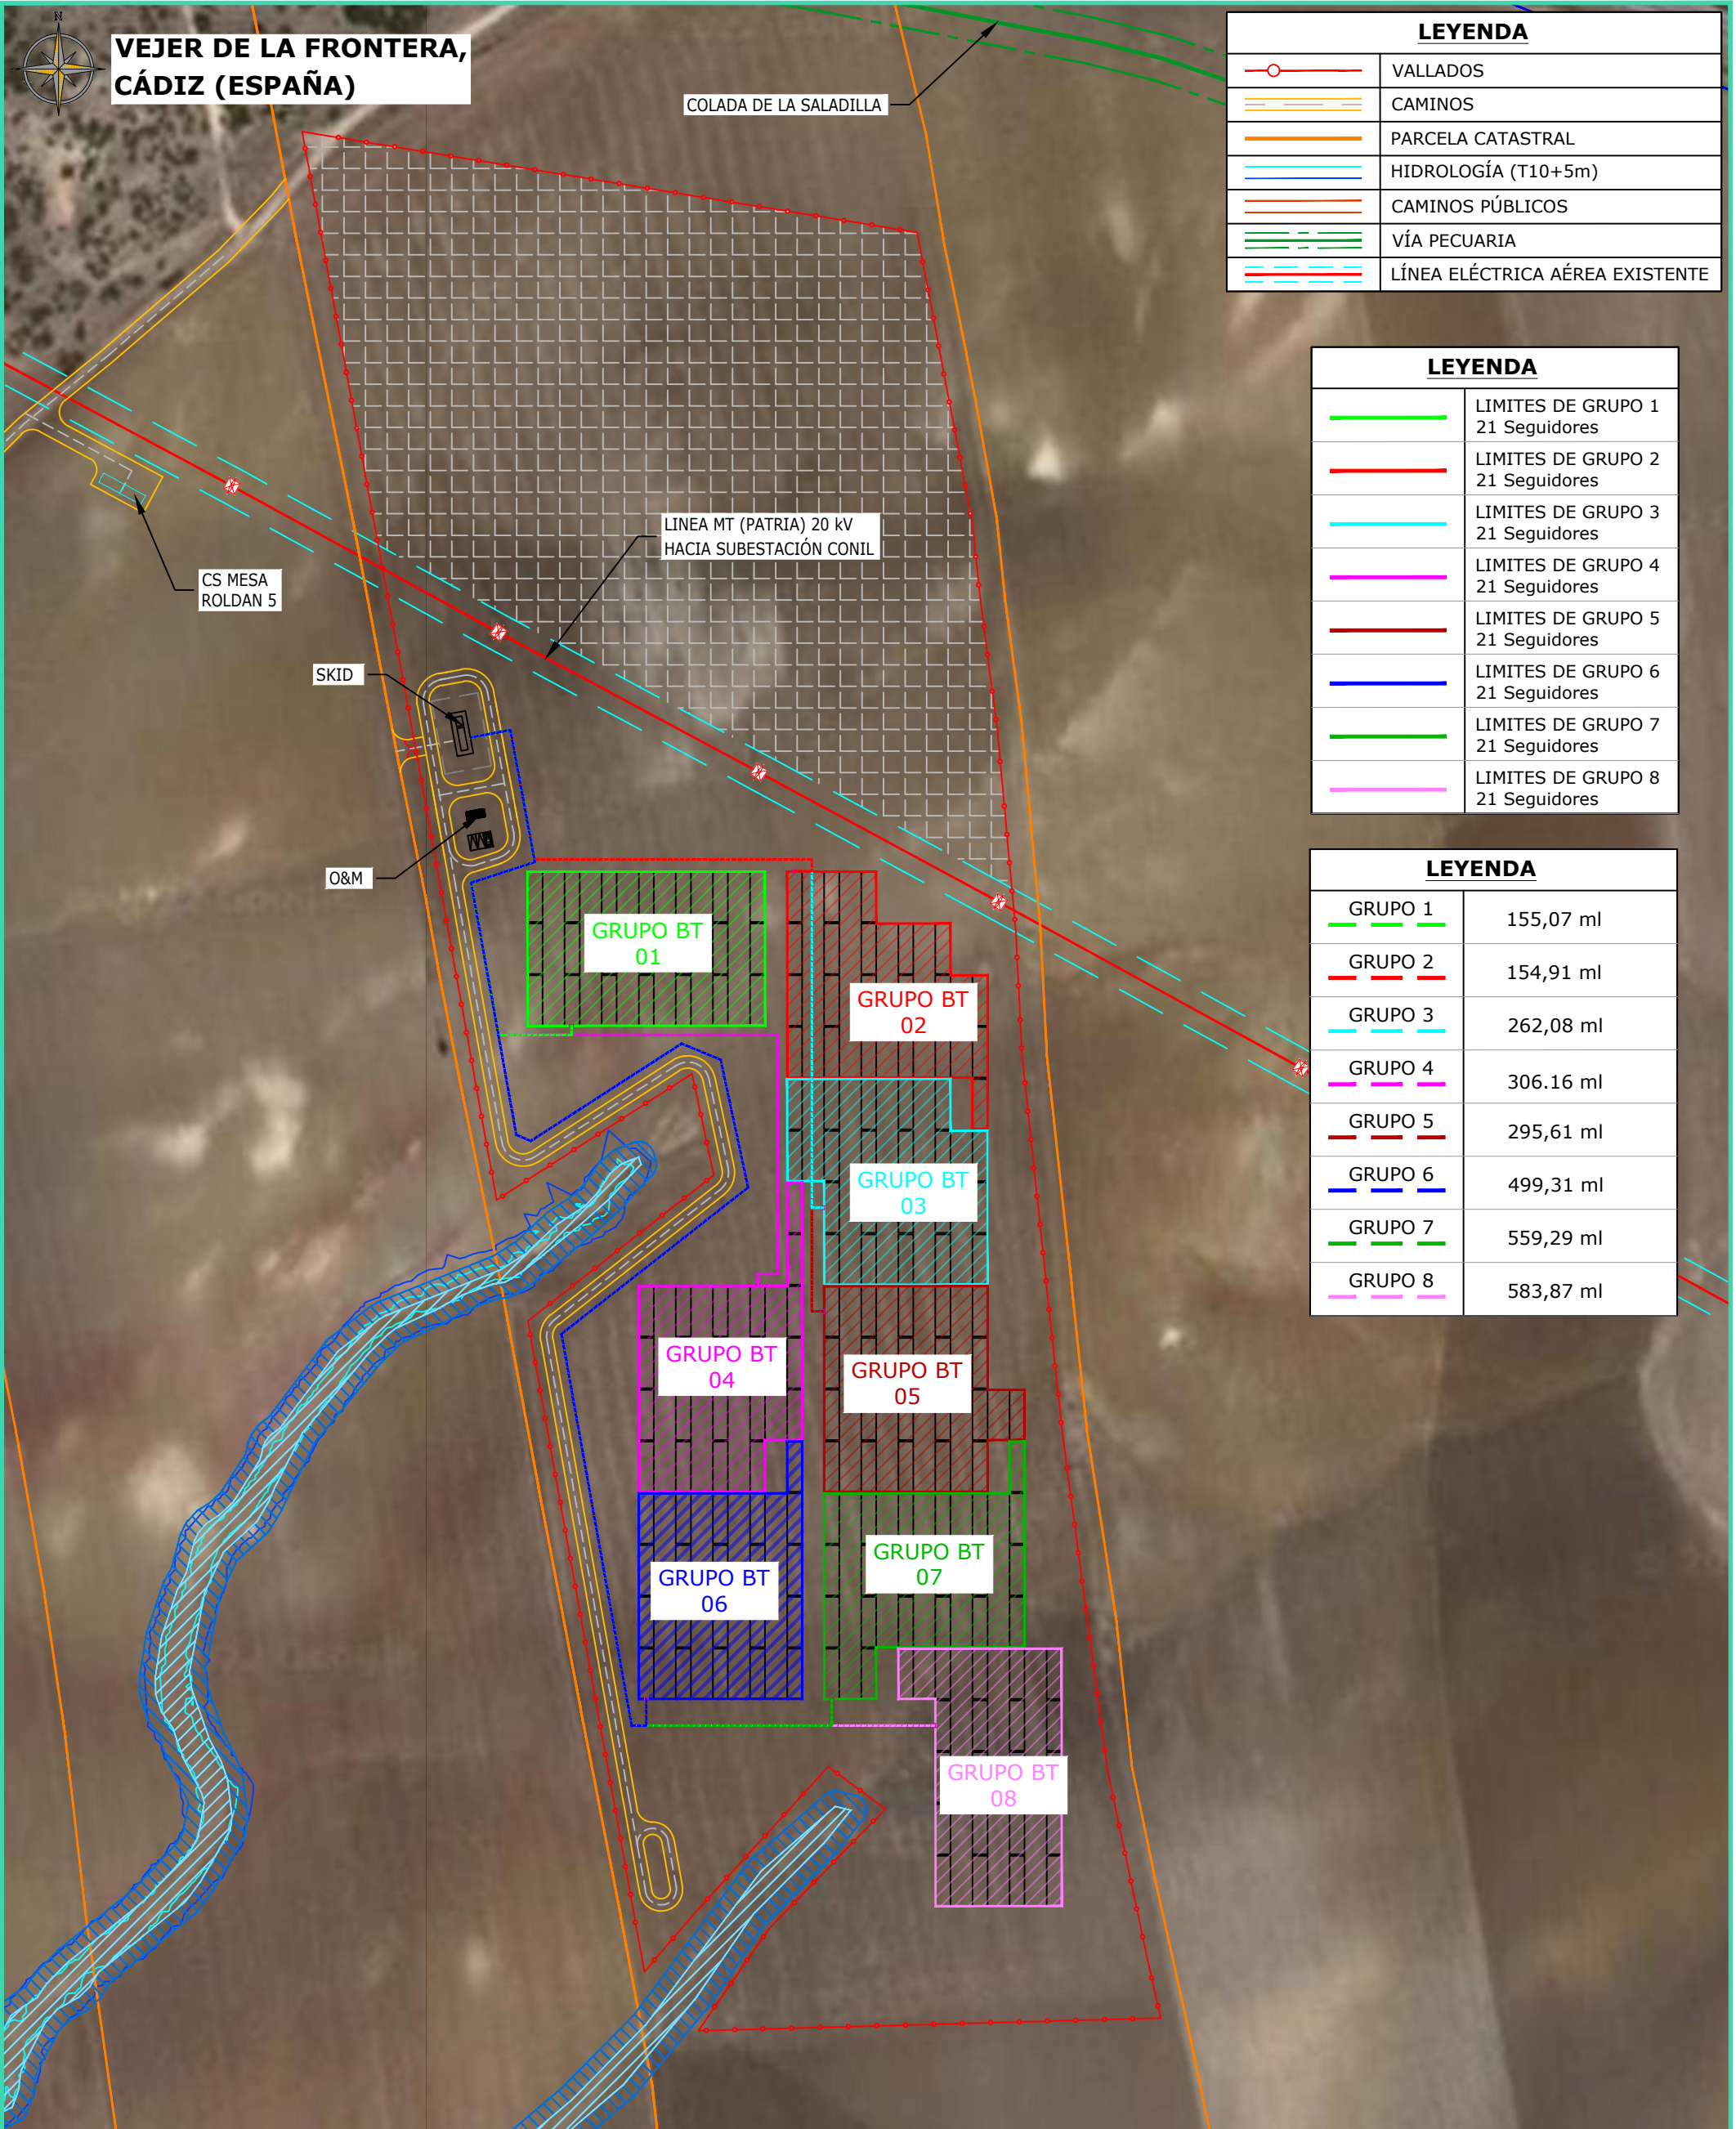 N
VEJER DE LA FRONTERA,
CÁDIZ (ESPAÑA)
COLADA DE LA SALADILLA
LEYENDA
VALLADOS
CAMINOS
PARCELA CATASTRAL
HIDROLOGÍA (T10+5m)
CAMINOS PÚBLICOS
VÍA PECUARIA
LÍNEA ELÉCTRICA AÉREA EXISTENTE
LEYENDA
LIMITES DE GRUPO 1
21 Seguidores
LIMITES DE GRUPO 2
21 Seguidores
LIMITES DE GRUPO 3
21 Seguidores
LIMITES DE GRUPO 4
21 Seguidores
LIMITES DE GRUPO 5
21 Seguidores
LIMITES DE GRUPO 6
21 Seguidores
LIMITES DE GRUPO 7
21 Seguidores
LIMITES DE GRUPO 8
21 Seguidores
LINEA MT (PATRIA) 20 kV
HACIA SUBESTACIÓN CONIL
CS MESA
ROLDAN 5
SKID
O&M
LEYENDA
GRUPO 1 155,07 ml
GRUPO 2 154,91 ml
GRUPO 3 262,08 ml
GRUPO 4 306.16 ml
GRUPO 5 295,61 ml
GRUPO 6 499,31 ml
GRUPO 7 559,29 ml
GRUPO 8 583,87 ml
GRUPO BT
01
GRUPO BT
02
GRUPO BT
03
GRUPO BT
04
GRUPO BT
05
GRUPO BT
06
GRUPO BT
07
GRUPO BT
08